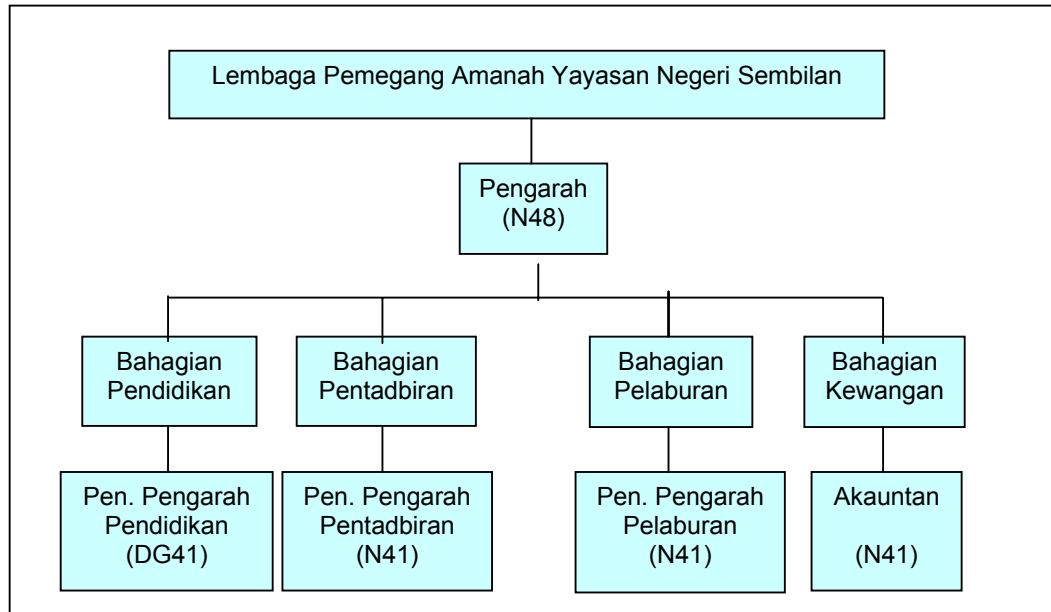 Lembaga Pemegang Amanah Yayasan Negeri Sembilan
Pengarah
(N48)
Bahagian
Pendidikan
Bahagian
Pentadbiran
Bahagian
Pelaburan
Bahagian
Kewangan
Pen. Pengarah
Pendidikan
(DG41)
Pen. Pengarah
Pentadbiran
(N41)
Pen. Pengarah
Pelaburan
(N41)
Akauntan
(N41)